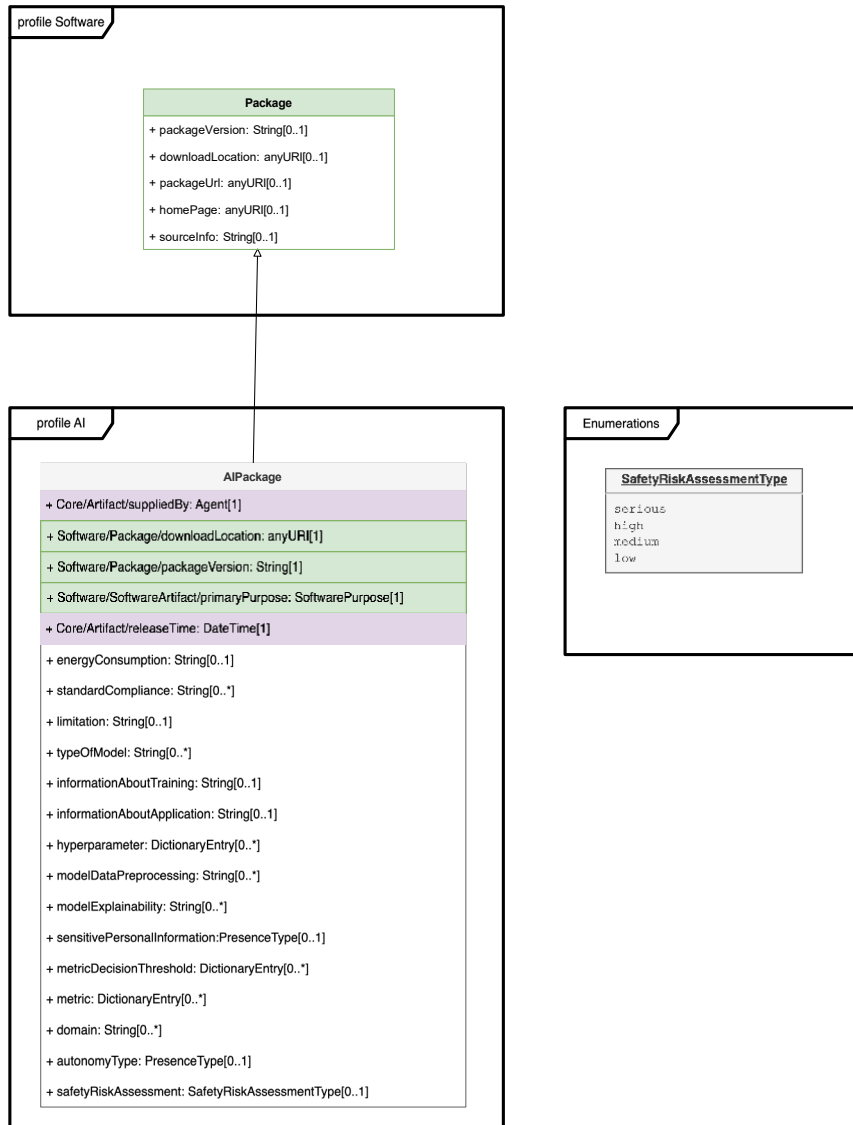 profile Software
Package
+ packageVersion: String[0..1]
+ downloadLocation: anyURI[0..1]
+ packageUrl: anyURI[0..1]
+ homePage: anyURI[0..1]
+ sourceInfo: String[0..1]
profile AI
AIPackage
+ Core/Artifact/suppliedBy: Agent[1]
+ Software/Package/downloadLocation: anyURI[1]
+ Software/Package/packageVersion: String[1]
+ Software/SoftwareArtifact/primaryPurpose: SoftwarePurpose[1]
+ Core/Artifact/releaseTime: DateTime[1]
+ energyConsumption: String[0..1]
+ standardCompliance: String[0..*]
+ limitation: String[0..1]
+ typeOfModel: String[0..*]
+ informationAboutTraining: String[0..1]
+ informationAboutApplication: String[0..1]
+ hyperparameter: DictionaryEntry[0..*]
+ modelDataPreprocessing: String[0..*]
+ modelExplainability: String[0..*]
+ sensitivePersonalInformation:PresenceType[0..1]
+ metricDecisionThreshold: DictionaryEntry[0..*]
+ metric: DictionaryEntry[0..*]
+ domain: String[0..*]
+ autonomyType: PresenceType[0..1]
+ safetyRiskAssessment: SafetyRiskAssessmentType[0..1]
Enumerations
SafetyRiskAssessmentType
serious
high
medium
low